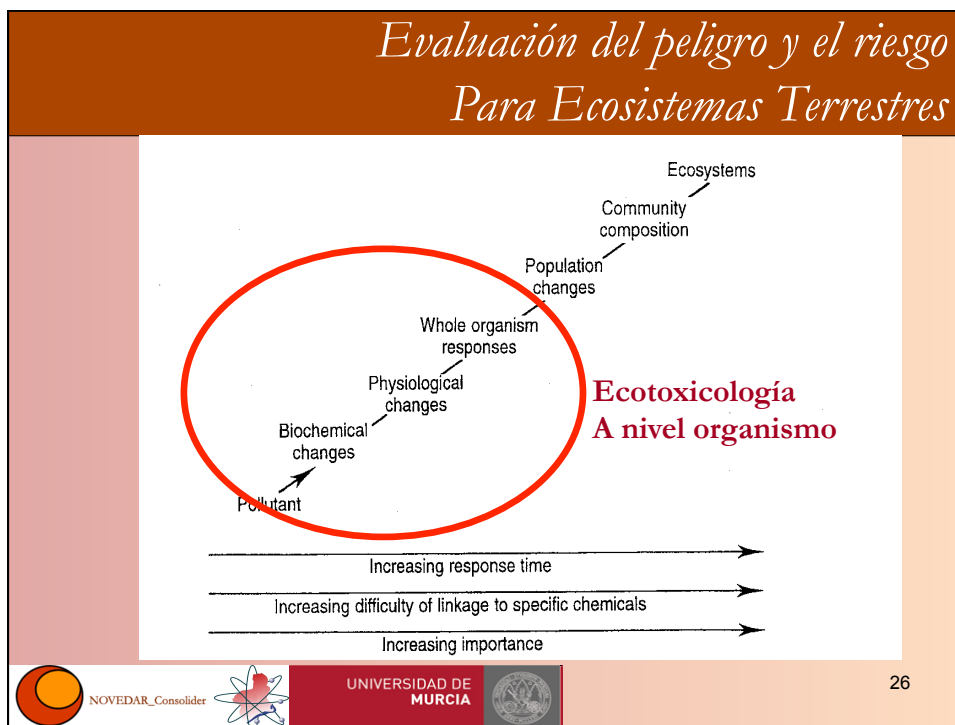 Evaluación del peligro y el riesgo
Para Ecosistemas Terrestres
Ecosystems
Community
composition
Population
changes
Whole organism
responses
Physiological
changes
Biochemical
changes
Pollutant
Ecotoxicología
A nivel organismo
Increasing response time
Increasing difficulty of linkage to specific chemicals
Increasing importance
NOVEDAR_Consolider
UNIVERSIDAD DE
MURCIA
26